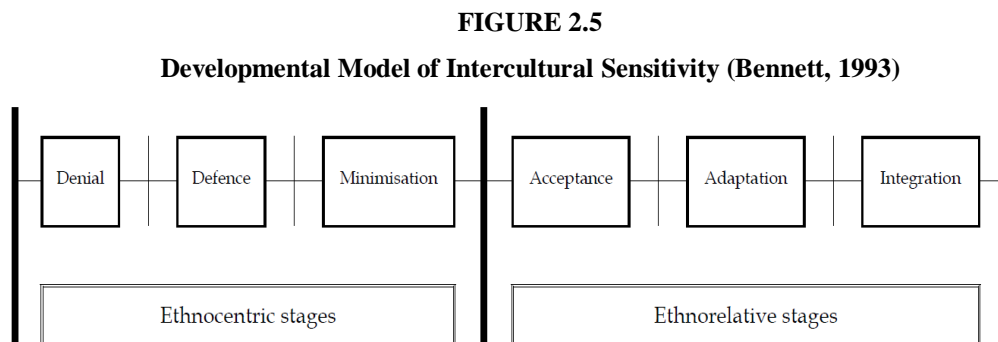 FIGURE 2.5
Developmental Model of Intercultural Sensitivity (Bennett, 1993)
Denial Defence Minimisation Acceptance Adaptation Integration
Ethnocentric stages Ethnorelative stages